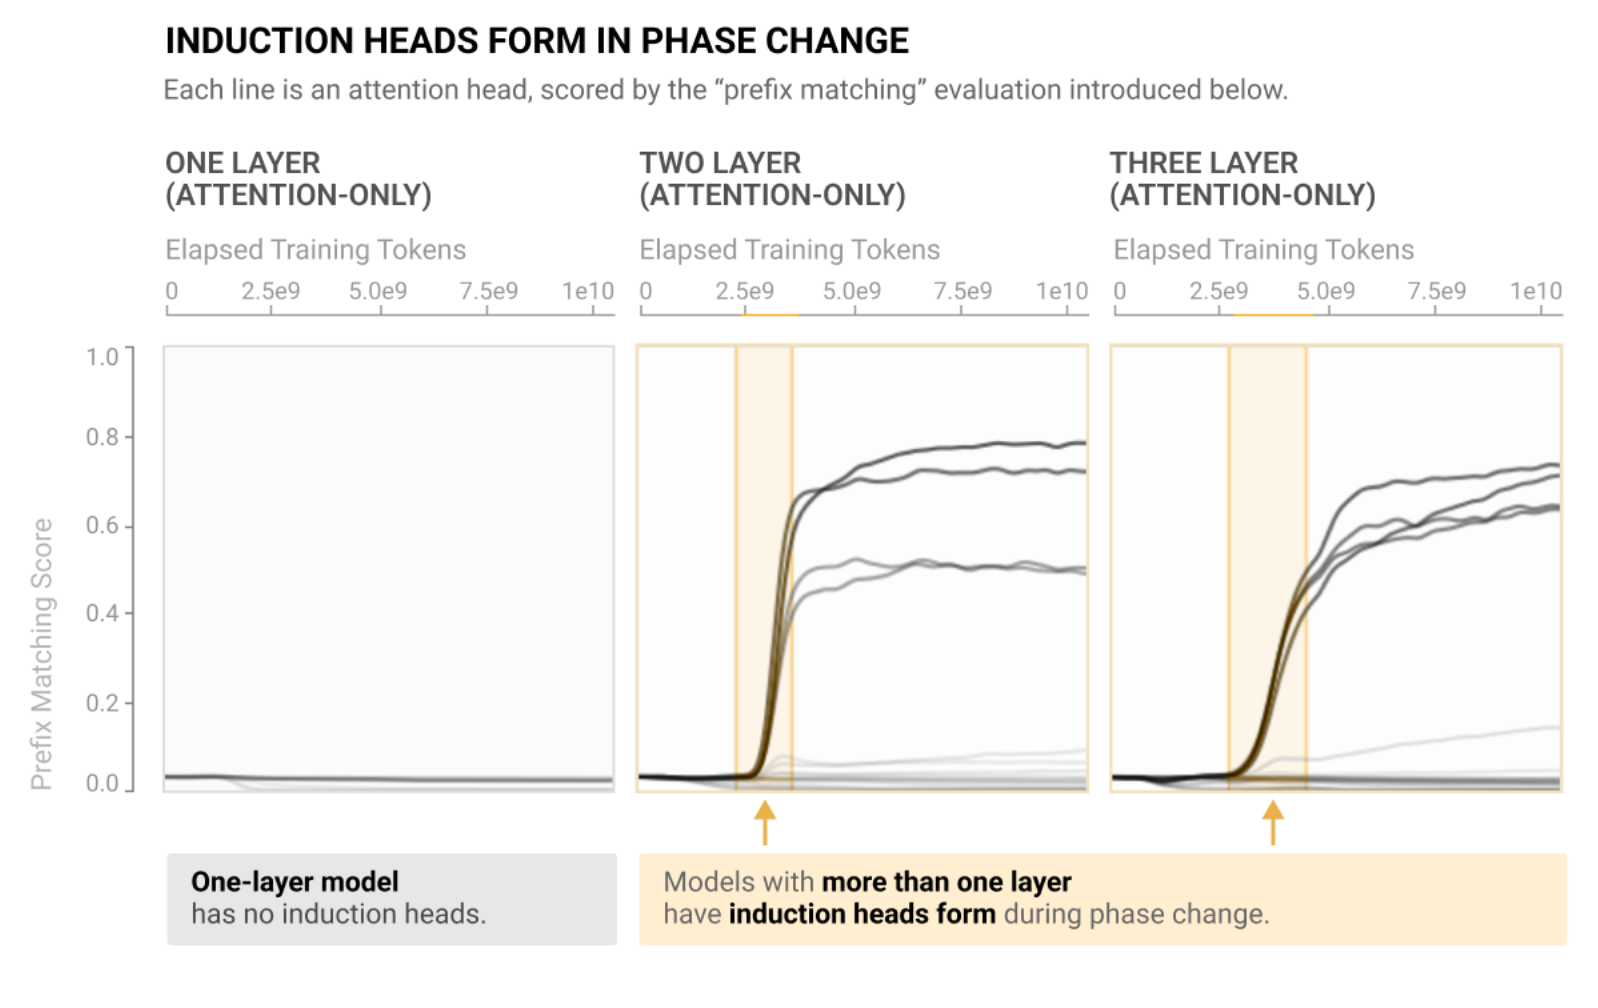 INDUCTION HEADS FORM IN PHASE CHANGE
Each line is an attention head, scored by the “prefix matching” evaluation introduced below.
ONE LAYER
(ATTENTION-ONLY)
Elapsed Training Tokens
0 2.5e9 5.0e9 7.5e9 1e10
TWO LAYER
(ATTENTION-ONLY)
Elapsed Training Tokens
0 2.5e9 5.0e9 7.5e9 1e10
THREE LAYER
(ATTENTION-ONLY)
Elapsed Training Tokens
0 2.5e9 5.0e9 7.5e9 1e10
Prefix Matching Score
1.0
0.8
0.6
0.4
0.2
0.0
One-layer model
has no induction heads.
Models with more than one layer
have induction heads form during phase change.